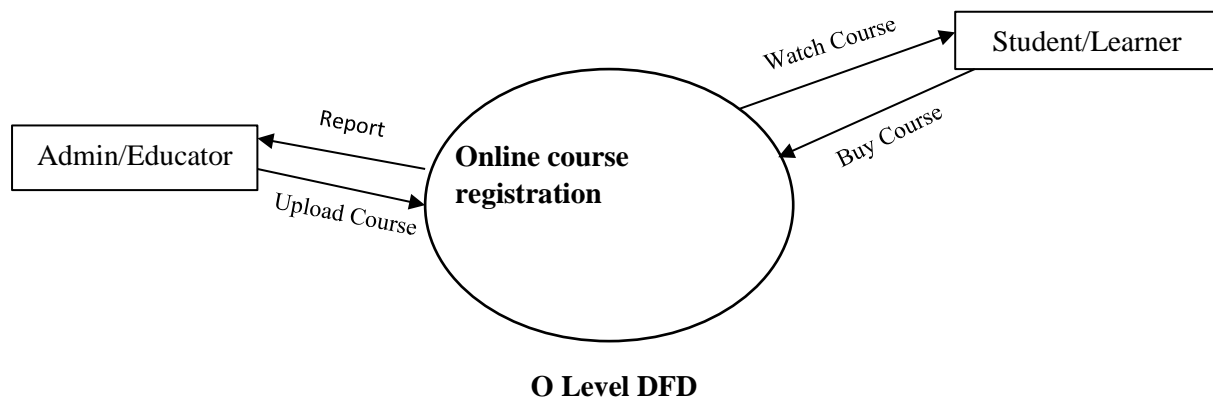 Watch Course
Student/Learner
Buy Course
Report
Admin/Educator
Upload Course
Online course
registration
O Level DFD